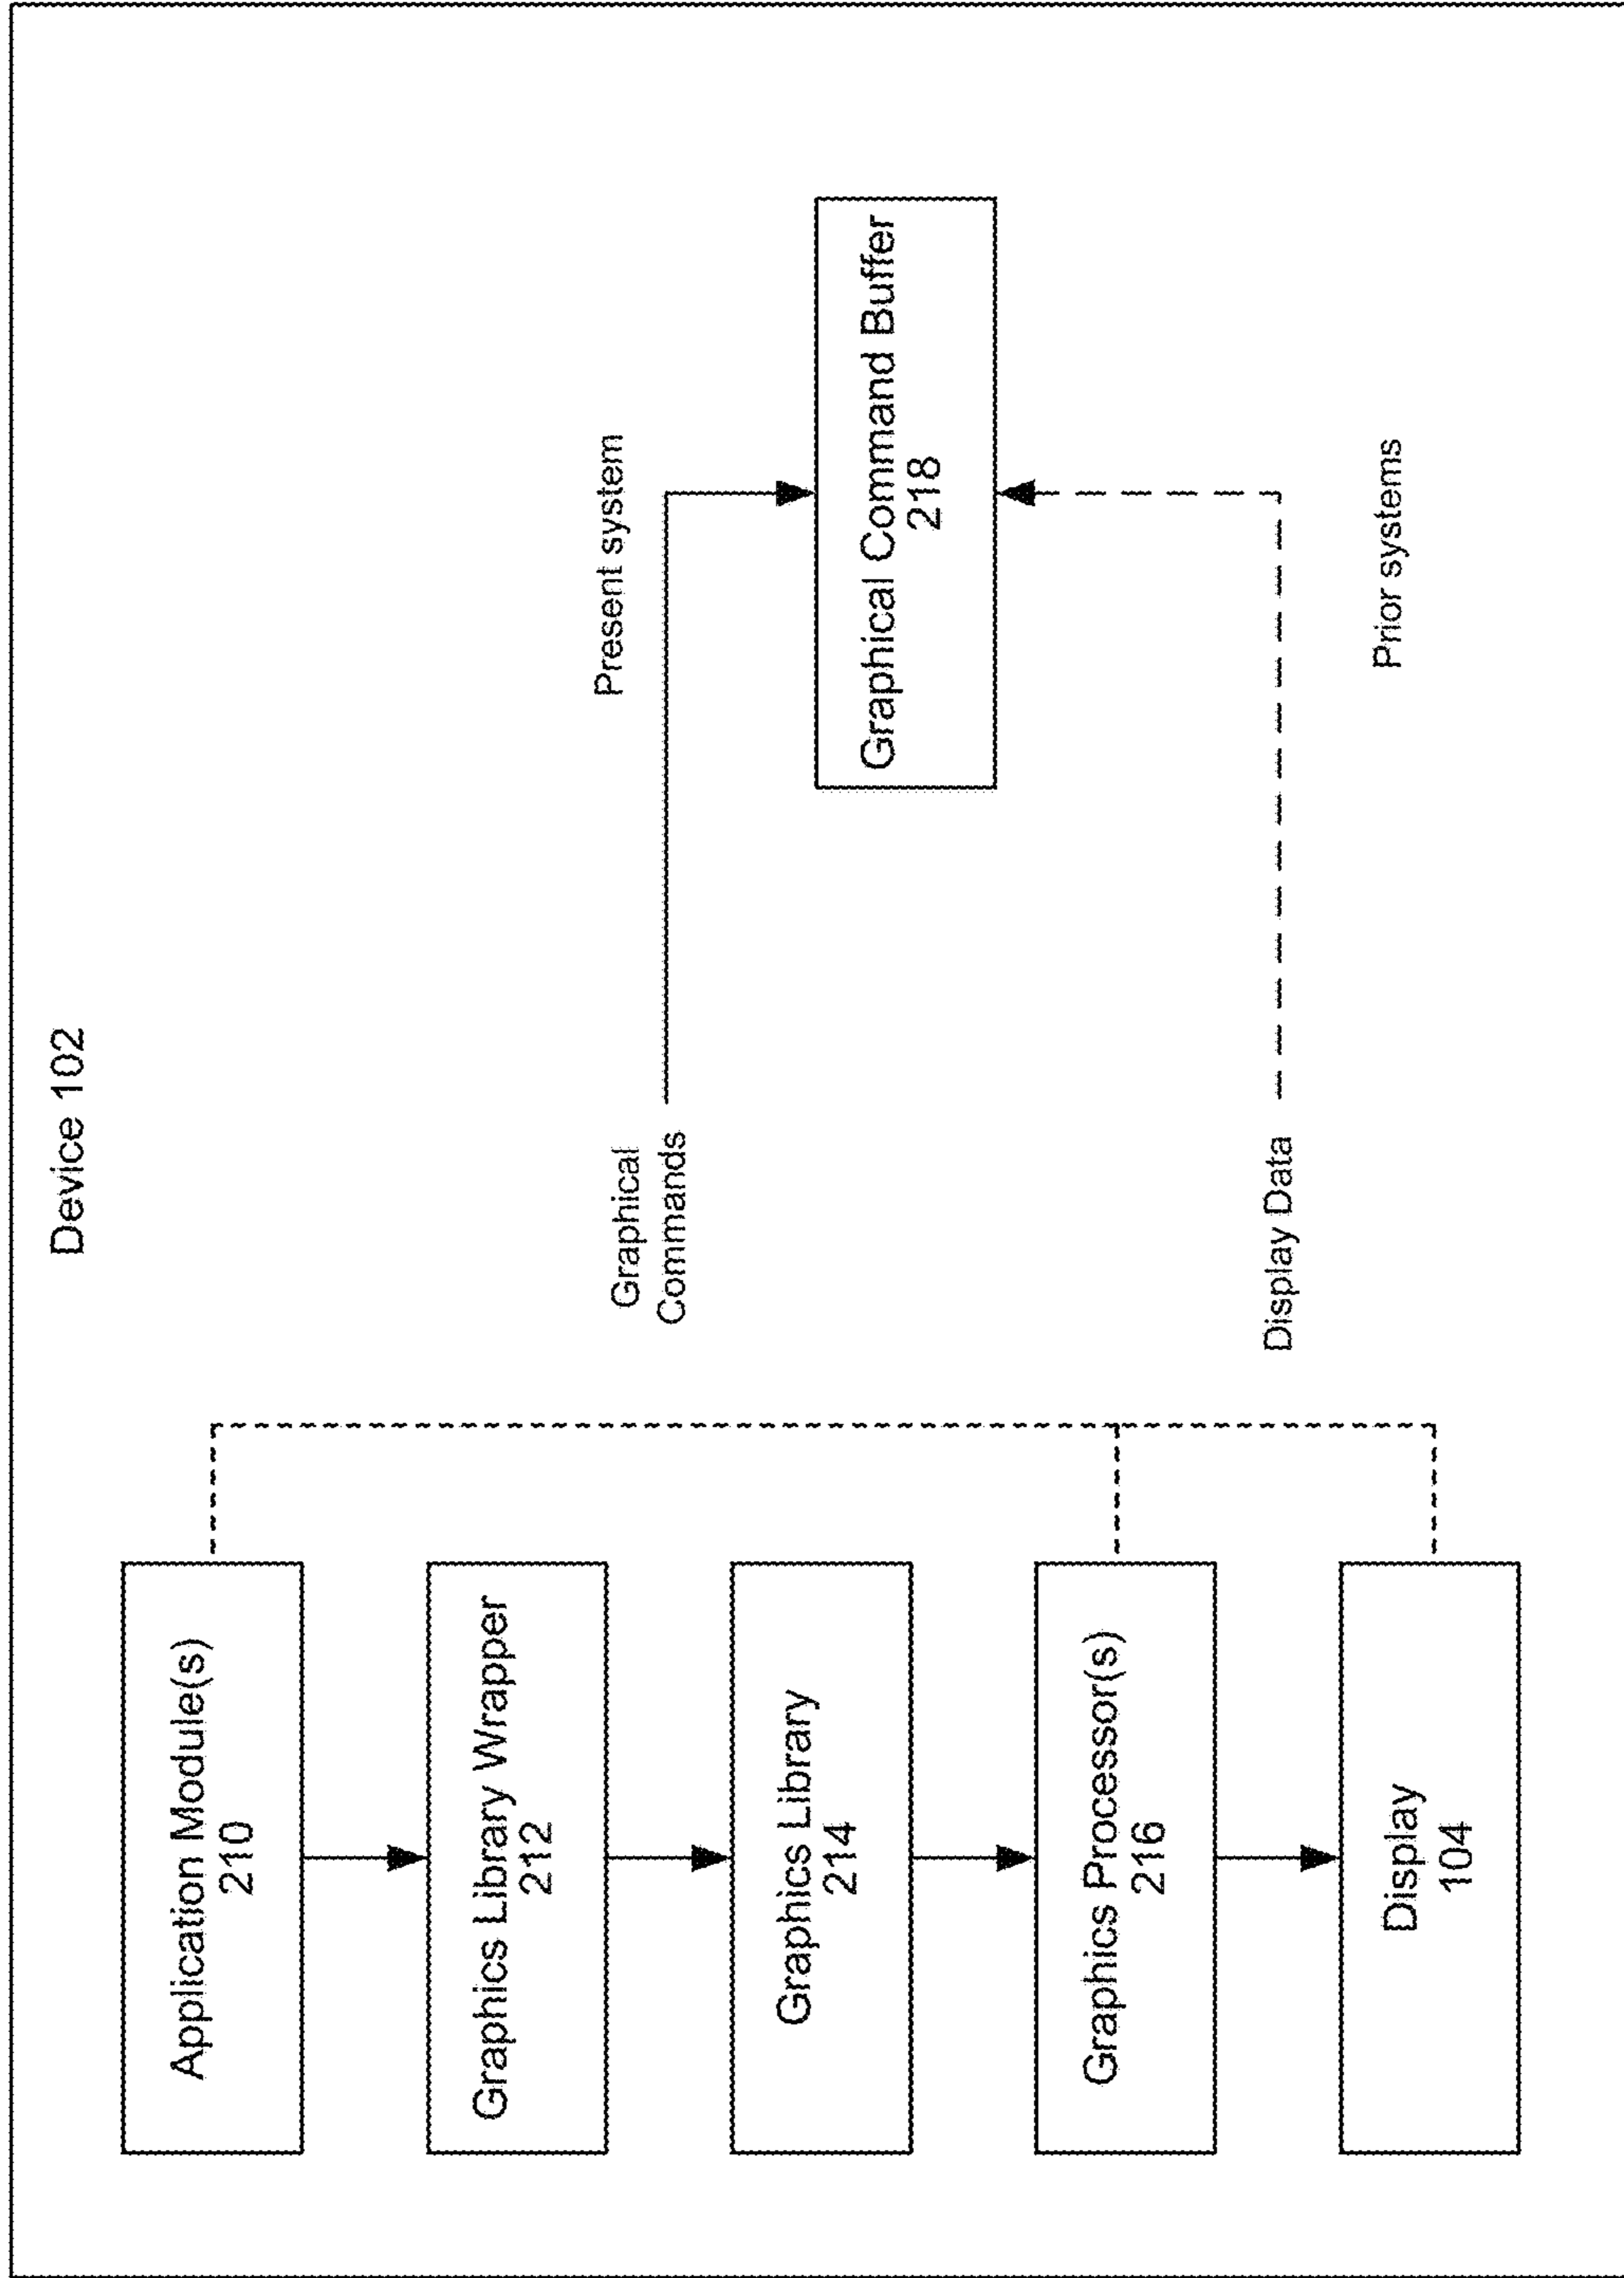 Device 102
Application Module(s)
210
Graphics Library Wrapper
212
Graphics Library
214
Graphics Processor(s)
216
Display
104
Graphical
Commands
Present system
Graphical Command Buffer
218
Display Data
Prior systems